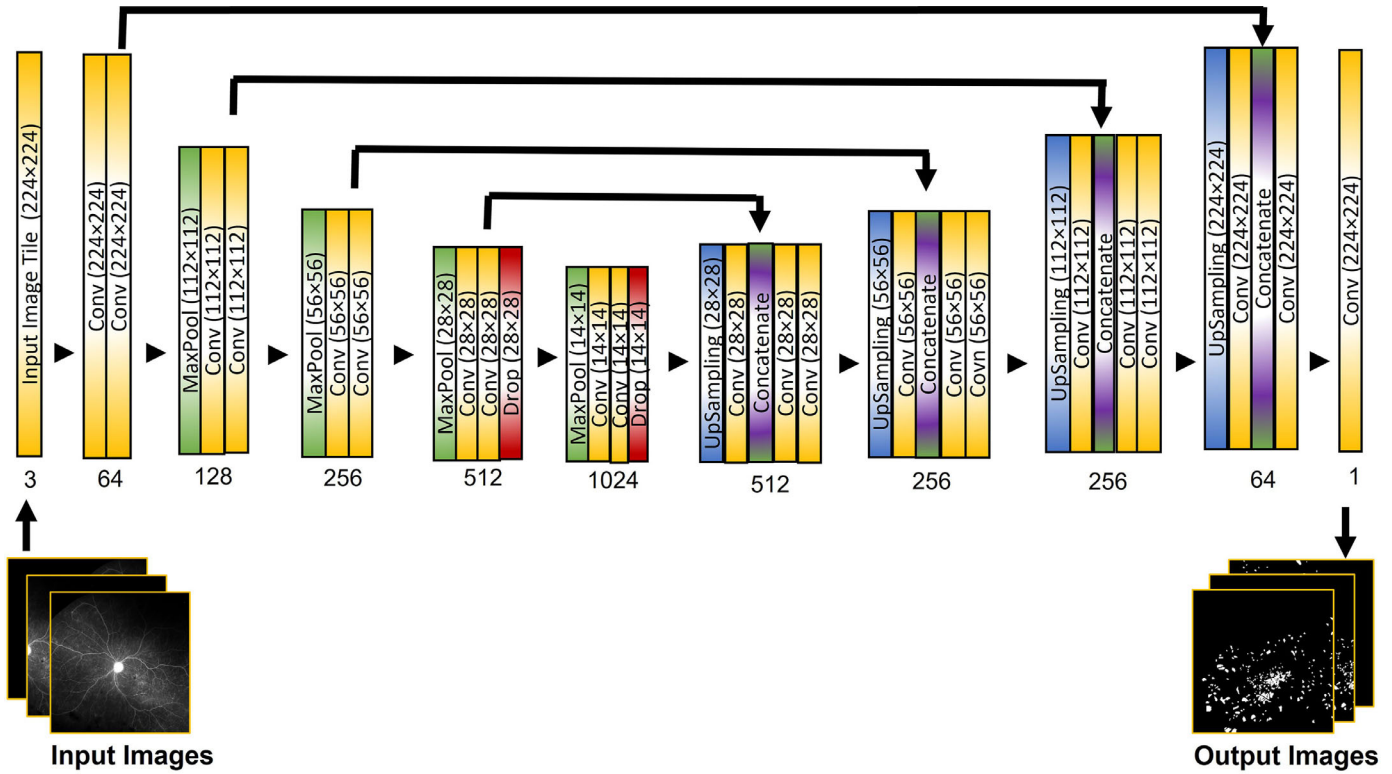 Input Image Tile (224×224)
3
Conv (224×224)
Conv (224×224)
64
MaxPool (112×112)
Conv (112×112)
Conv (112×112)
128
MaxPool (56×56)
Conv (56×56)
Conv (56×56)
256
MaxPool (28×28)
Conv (28×28)
Conv (28×28)
Drop (28×28)
512
MaxPool (14×14)
Conv (14×14)
Conv (14×14)
Drop (14×14)
1024
UpSampling (28×28)
Conv (28×28)
Concatenate
Conv (28×28)
Conv (28×28)
512
UpSampling (56×56)
Conv (56×56)
Concatenate
Conv (56×56)
Covn (56×56)
256
UpSampling (112×112)
Conv (112×112)
Concatenate
Conv (112×112)
Conv (112×112)
256
UpSampling (224×224)
Conv (224×224)
Concatenate
Conv (224×224)
64
Conv (224×224)
1
Input Images
Output Images